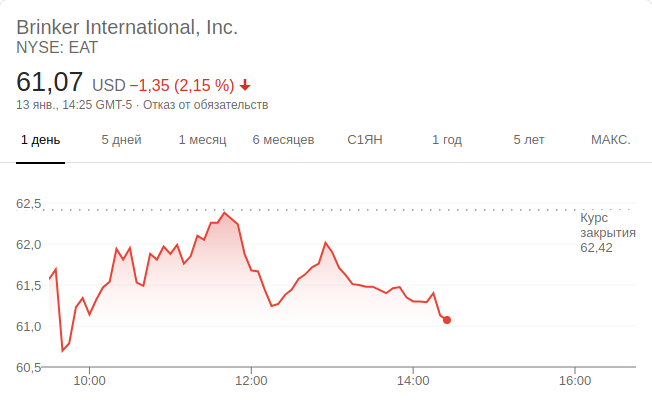 Brinker International, Inc.
NYSE: EAT
61,07 USD −1,35 (2,15 %)
13 янв., 14:25 GMT-5 · Отказ от обязательств
1 день 5 дней 1 месяц 6 месяцев С1ЯН 1 год 5 лет МАКС.
62,5
Курс
закрытия
62,42
62,0
61,5
61,0
60,5
10:00 12:00 14:00 16:00